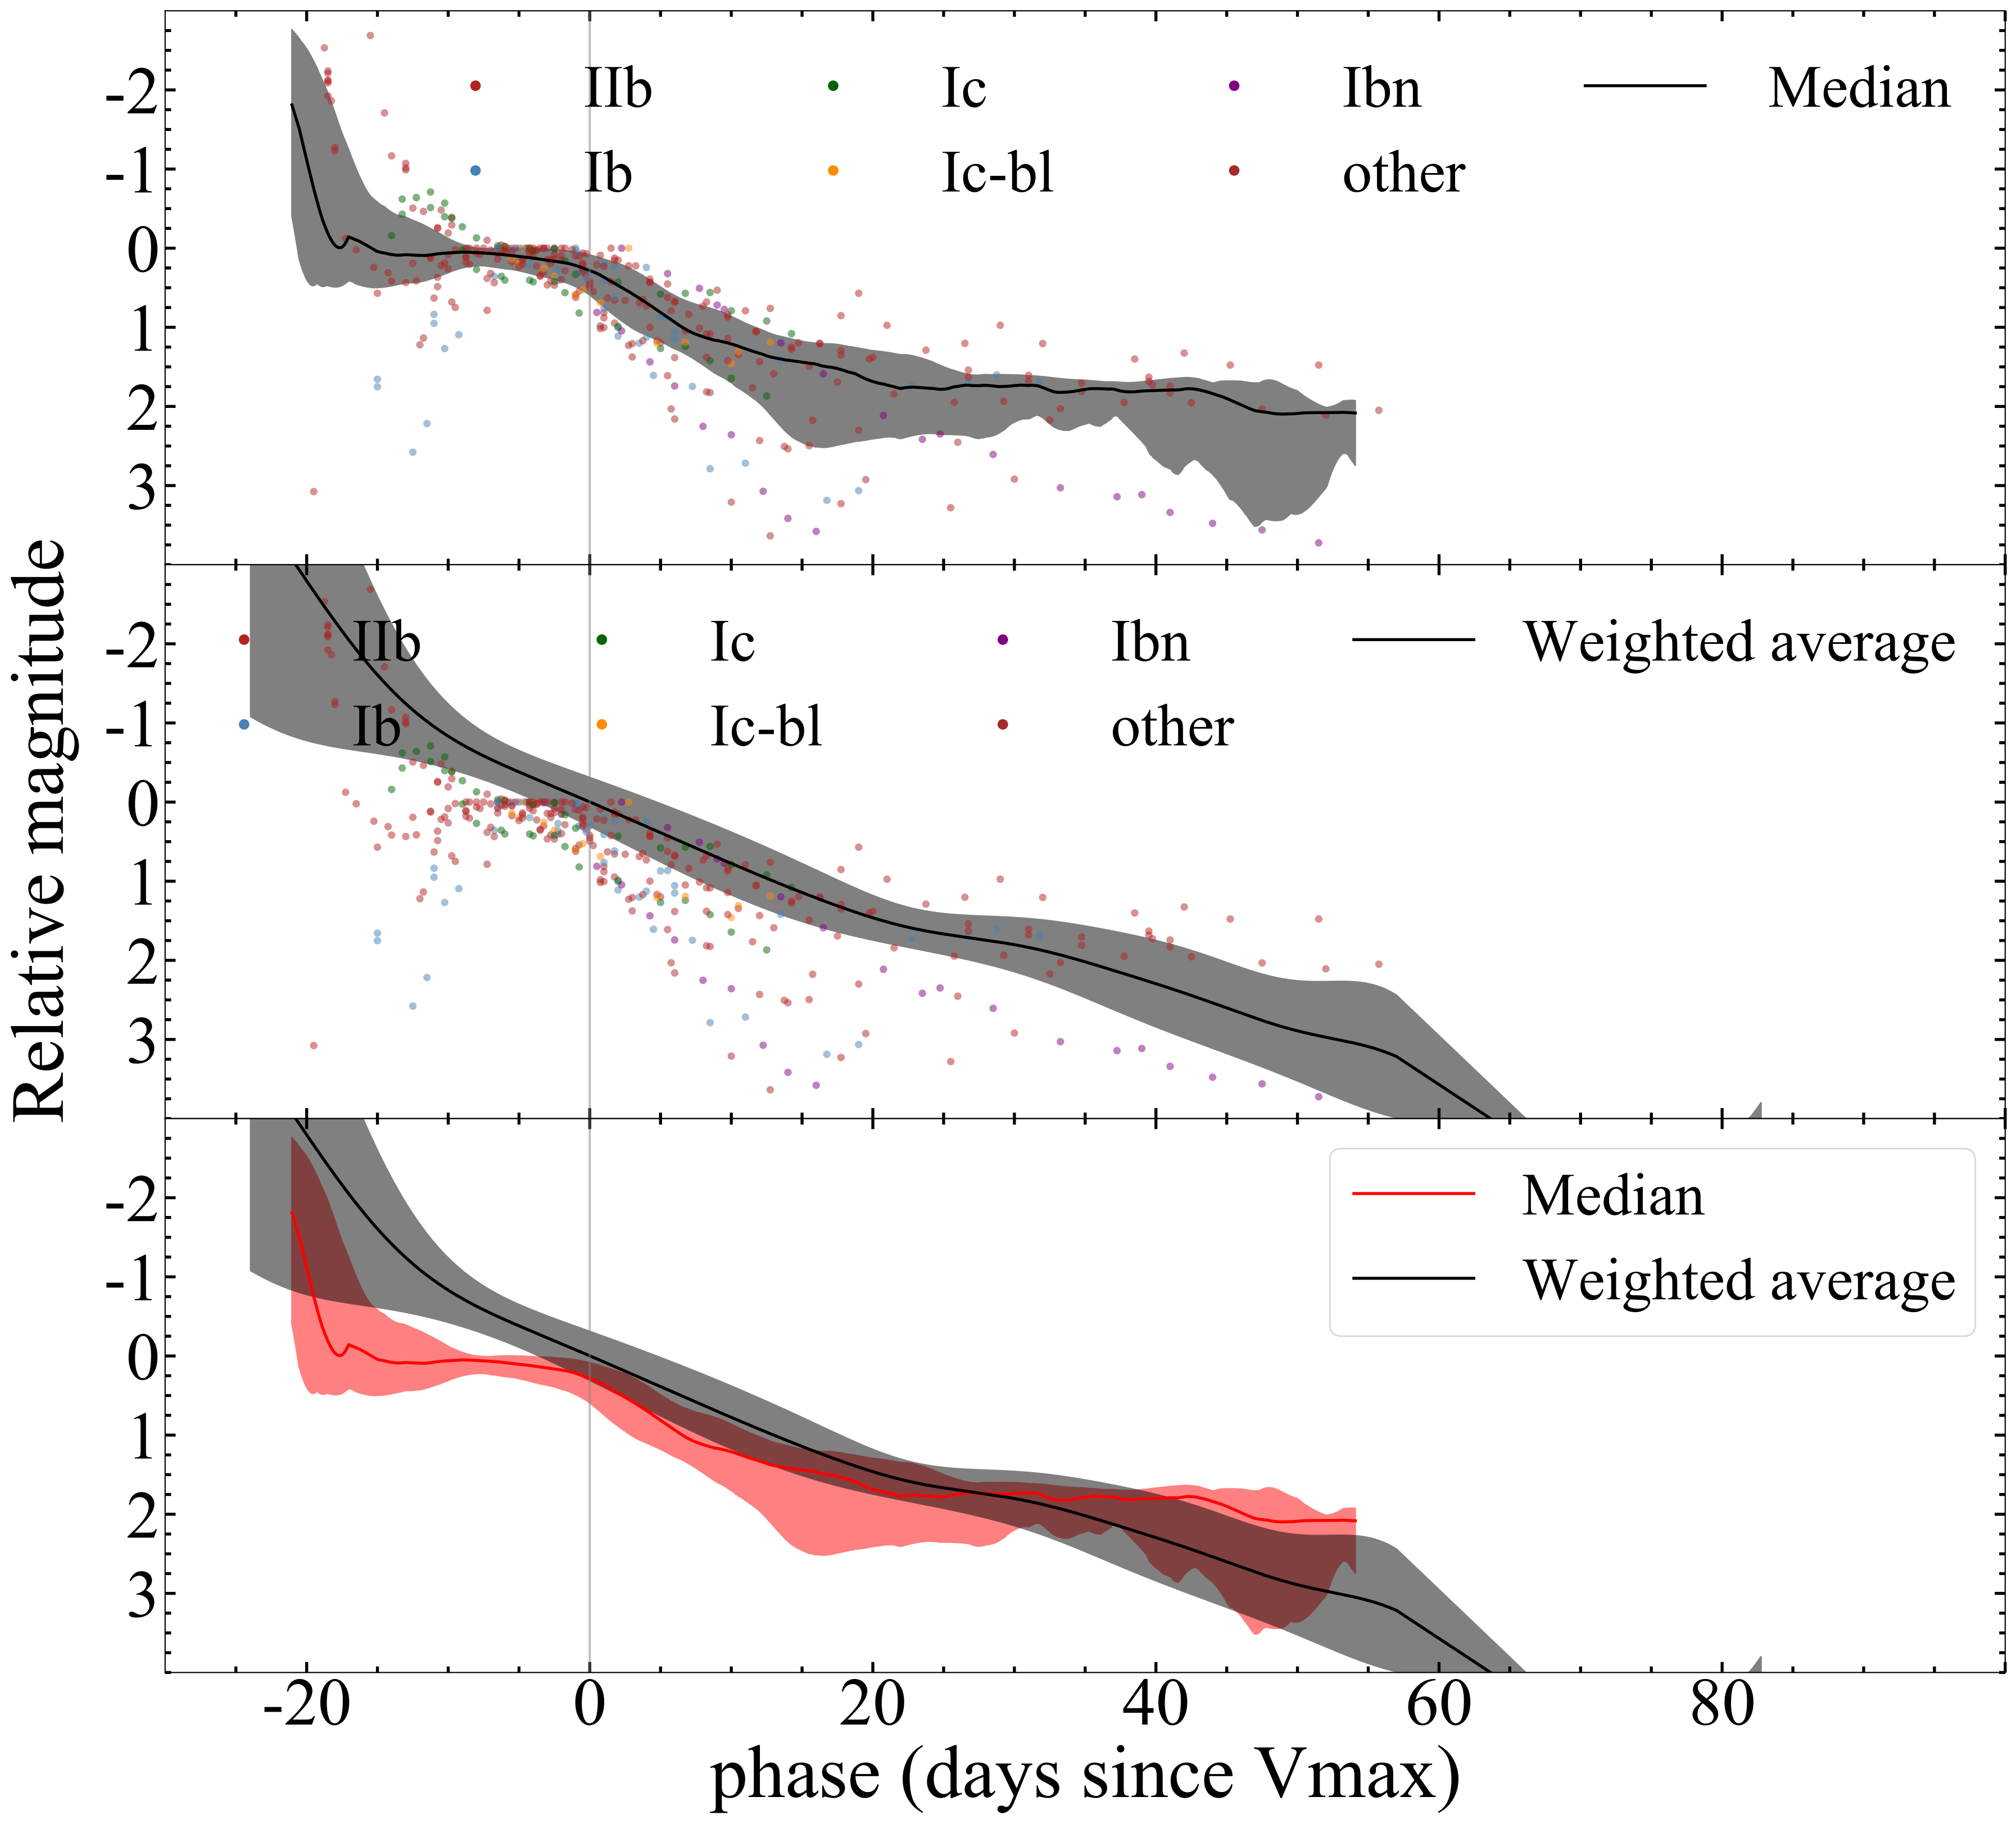 Relative magnitude
-2
-1
0
1
2
3
IIb Ic Ibn Median
Ib Ic-bl other
-2
-1
0
1
2
3
IIb Ic Ibn Weighted average
Ib Ic-bl other
-2
-1
0
1
2
3
Median
Weighted average
-20 0 20 40 60 80
phase (days since Vmax)